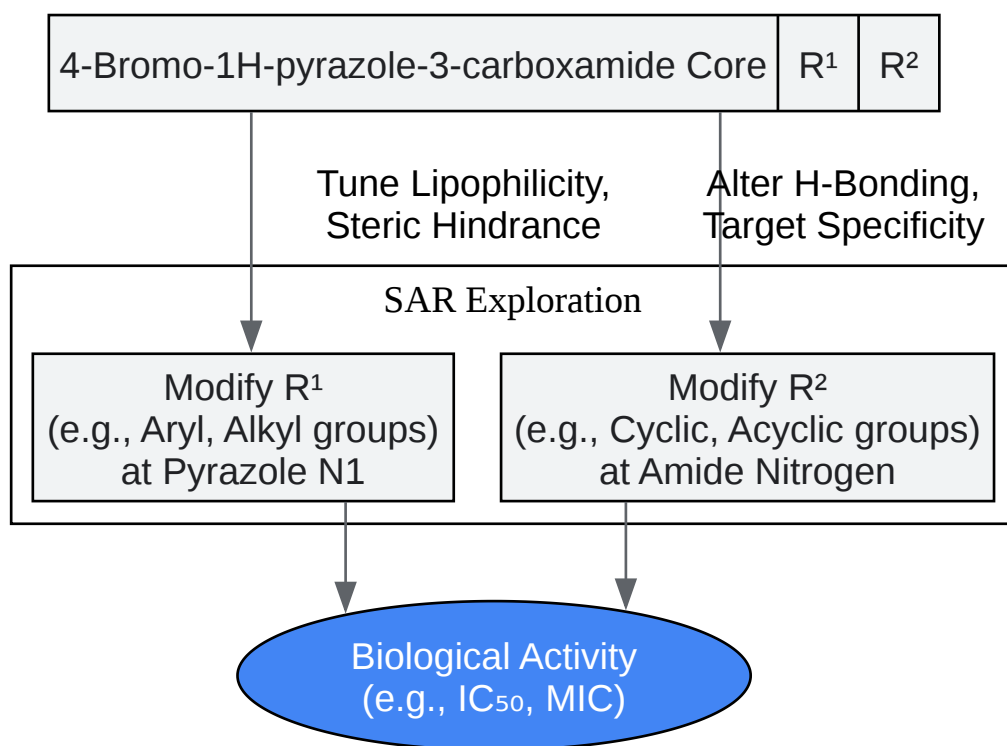 4-Bromo-1H-pyrazole-3-carboxamide Core R¹ R²
Tune Lipophilicity,
Steric Hindrance
Alter H-Bonding,
Target Specificity
SAR Exploration
Modify R¹
(e.g., Aryl, Alkyl groups)
at Pyrazole N1
Modify R²
(e.g., Cyclic, Acyclic groups)
at Amide Nitrogen
Biological Activity
(e.g., IC₅₀, MIC)